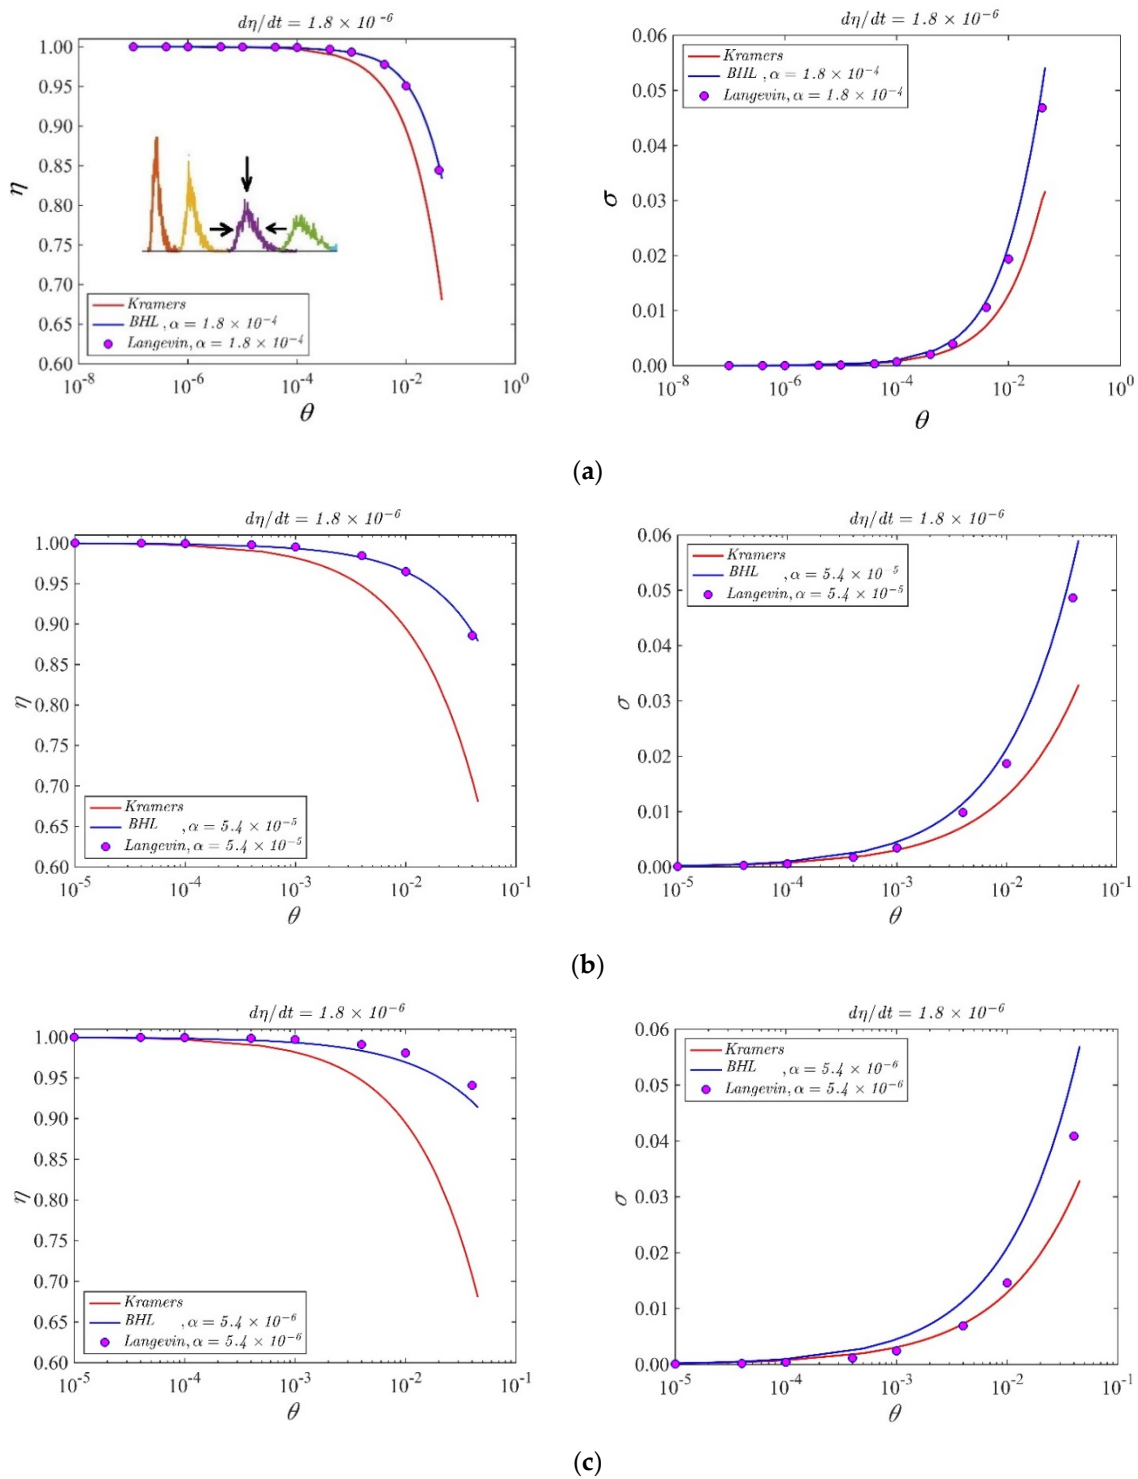 dη/dt = 1.8 × 10⁻⁶
1.00
0.95
0.90
0.85
0.80
0.75
0.70
0.65
0.60
η
Kramers
BHL , α = 1.8 × 10⁻⁴
Langevin, α = 1.8 × 10⁻⁴
10⁻⁸ 10⁻⁶ 10⁻⁴ 10⁻² 10⁰
θ
dη/dt = 1.8 × 10⁻⁶
0.06
0.05
0.04
0.03
0.02
0.01
0.00
σ
Kramers
BHL , α = 1.8 × 10⁻⁴
Langevin, α = 1.8 × 10⁻⁴
10⁻⁸ 10⁻⁶ 10⁻⁴ 10⁻² 10⁰
θ
(a)
dη/dt = 1.8 × 10⁻⁶
1.00
0.95
0.90
0.85
0.80
0.75
0.70
0.65
0.60
η
Kramers
BHL , α = 5.4 × 10⁻⁵
Langevin, α = 5.4 × 10⁻⁵
10⁻⁵ 10⁻⁴ 10⁻³ 10⁻² 10⁻¹
θ
dη/dt = 1.8 × 10⁻⁶
0.06
0.05
0.04
0.03
0.02
0.01
0.00
σ
Kramers
BHL , α = 5.4 × 10⁻⁵
Langevin, α = 5.4 × 10⁻⁵
10⁻⁵ 10⁻⁴ 10⁻³ 10⁻² 10⁻¹
θ
(b)
dη/dt = 1.8 × 10⁻⁶
1.00
0.95
0.90
0.85
0.80
0.75
0.70
0.65
0.60
η
Kramers
BHL , α = 5.4 × 10⁻⁶
Langevin, α = 5.4 × 10⁻⁶
10⁻⁵ 10⁻⁴ 10⁻³ 10⁻² 10⁻¹
θ
dη/dt = 1.8 × 10⁻⁶
0.06
0.05
0.04
0.03
0.02
0.01
0.00
σ
Kramers
BHL , α = 5.4 × 10⁻⁶
Langevin, α = 5.4 × 10⁻⁶
10⁻⁵ 10⁻⁴ 10⁻³ 10⁻² 10⁻¹
θ
(c)